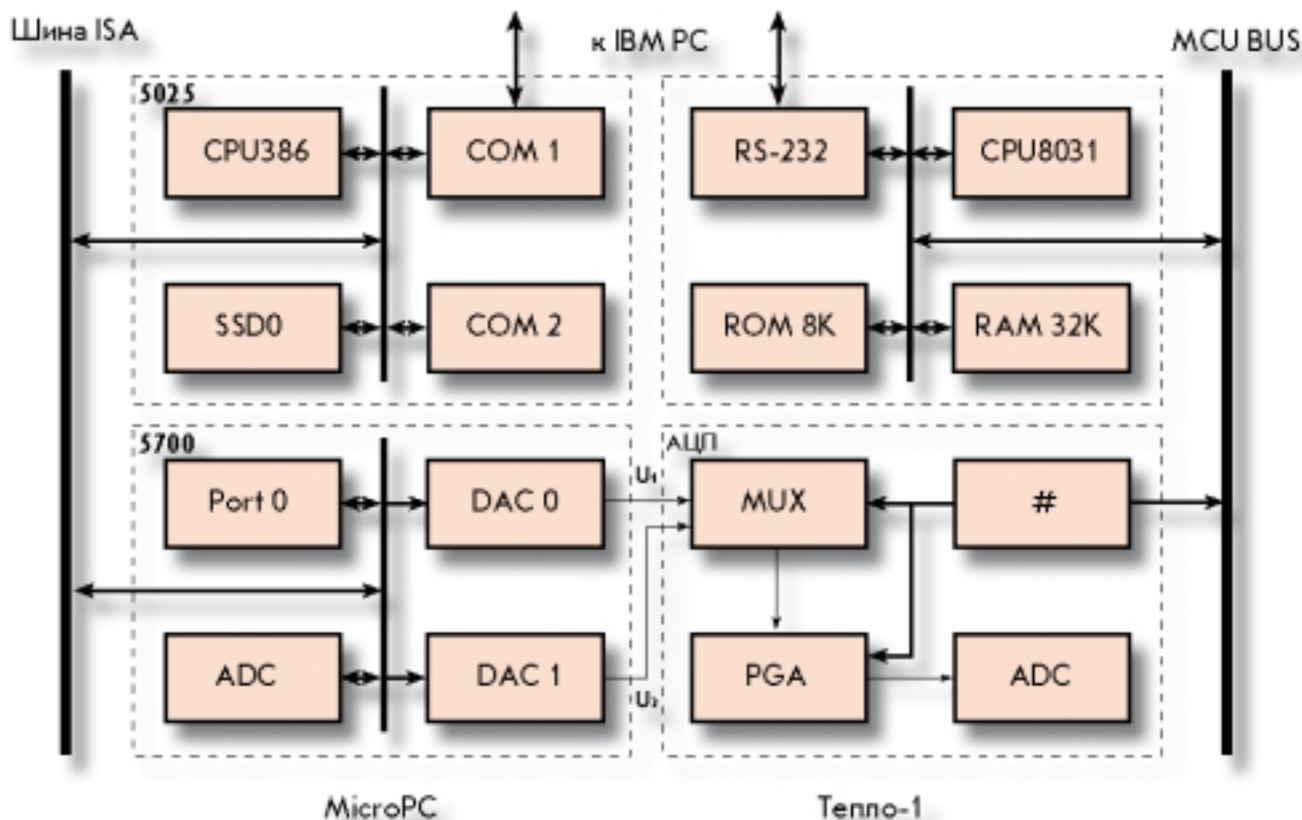 Шина ISA
к IBM PC
MCU BUS
5025
CPU386
COM 1
RS-232
CPU8031
SSD0
COM 2
ROM 8K
RAM 32K
5700
АЦП
Port 0
DAC 0
U₁
MUX
#
ADC
DAC 1
U₂
PGA
ADC
MicroPC
Тепло-1